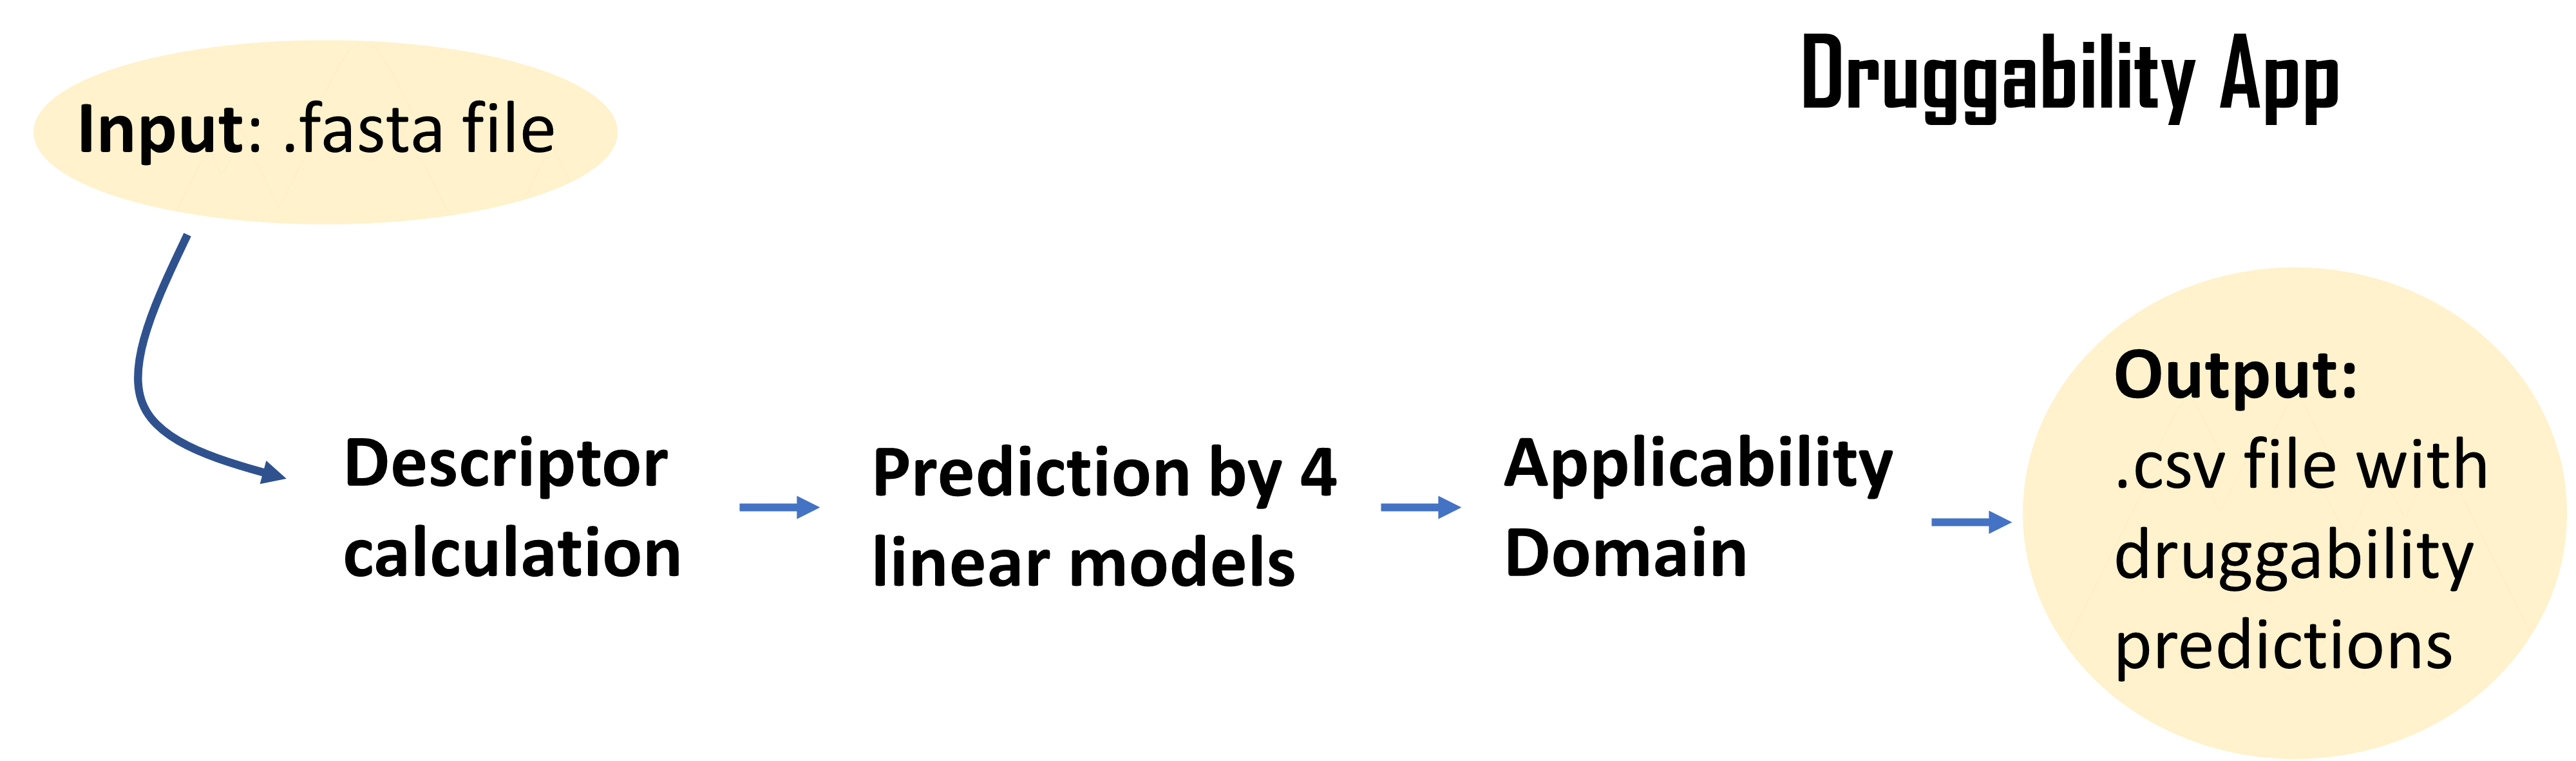 Druggability App
Input: .fasta file
Descriptor
calculation
Prediction by 4
linear models
Applicability
Domain
Output:
.csv file with
druggability
predictions